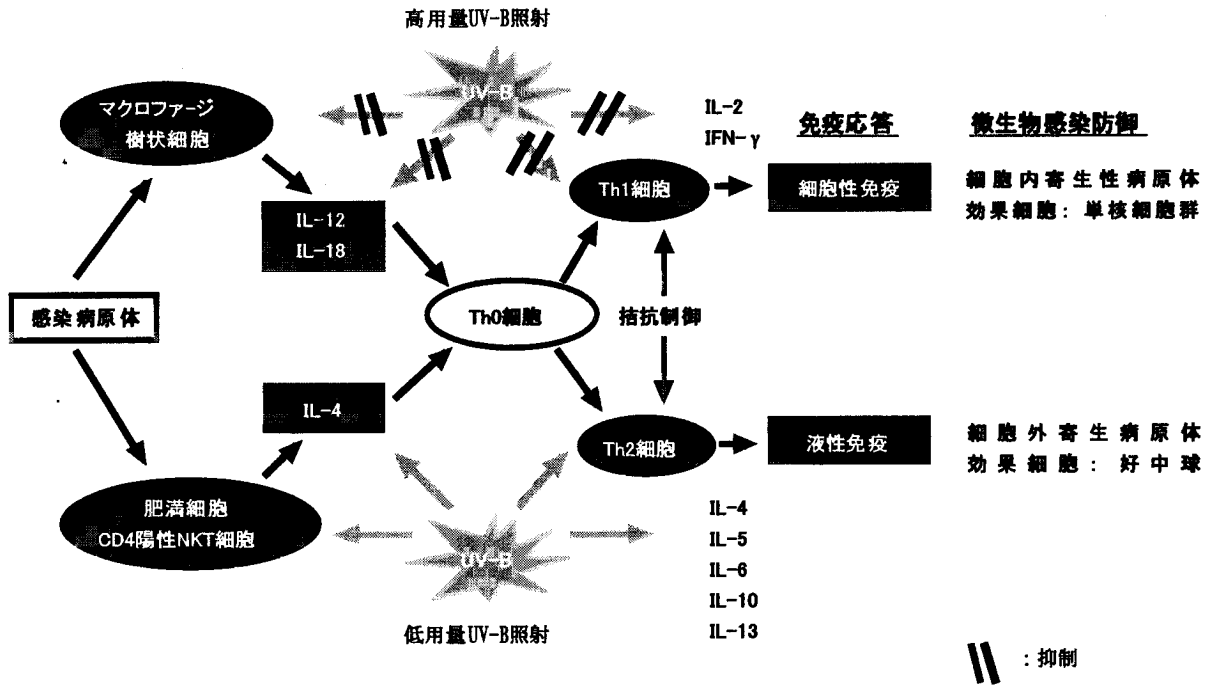 高用量UV-B照射
UV-B
マクロファージ
樹状細胞
IL-2
IFN-γ
免疫応答
微生物感染防御
Th1細胞
細胞性免疫
細胞内寄生性病原体
効果細胞: 単核細胞群
IL-12
IL-18
感染病原体
Th0細胞
拮抗制御
IL-4
Th2細胞
液性免疫
細胞外寄生病原体
効果細胞: 好中球
肥満細胞
CD4陽性NKT細胞
UV-B
低用量UV-B照射
IL-4
IL-5
IL-6
IL-10
IL-13
:抑制